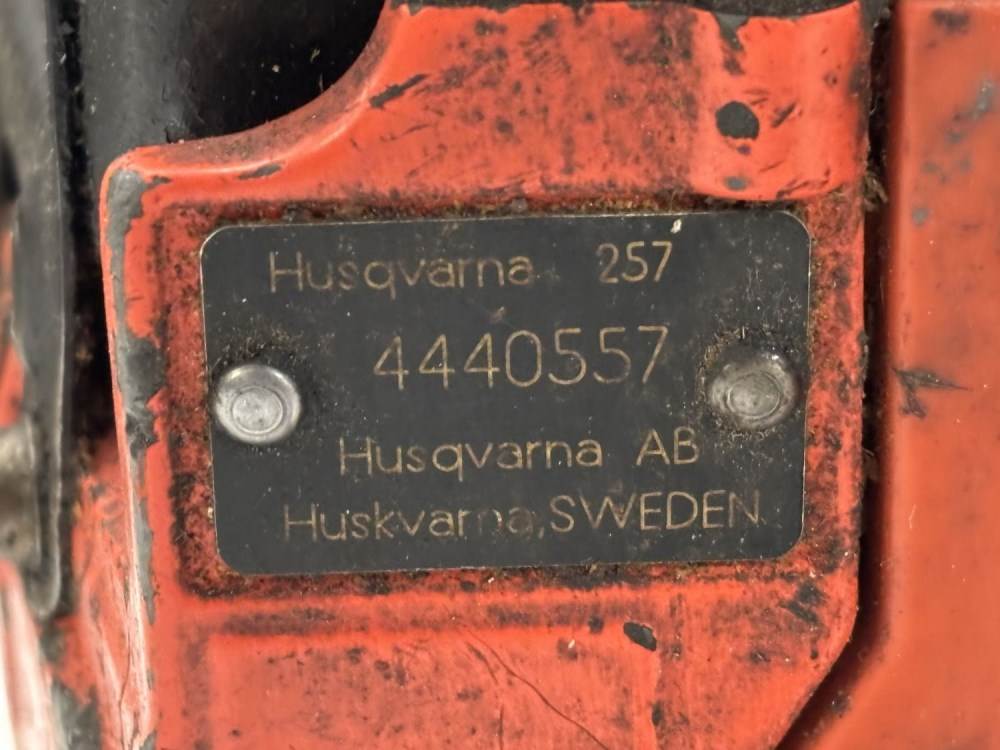 Husqvarna 257
4440557
Husqvarna AB
Huskvarna, SWEDEN